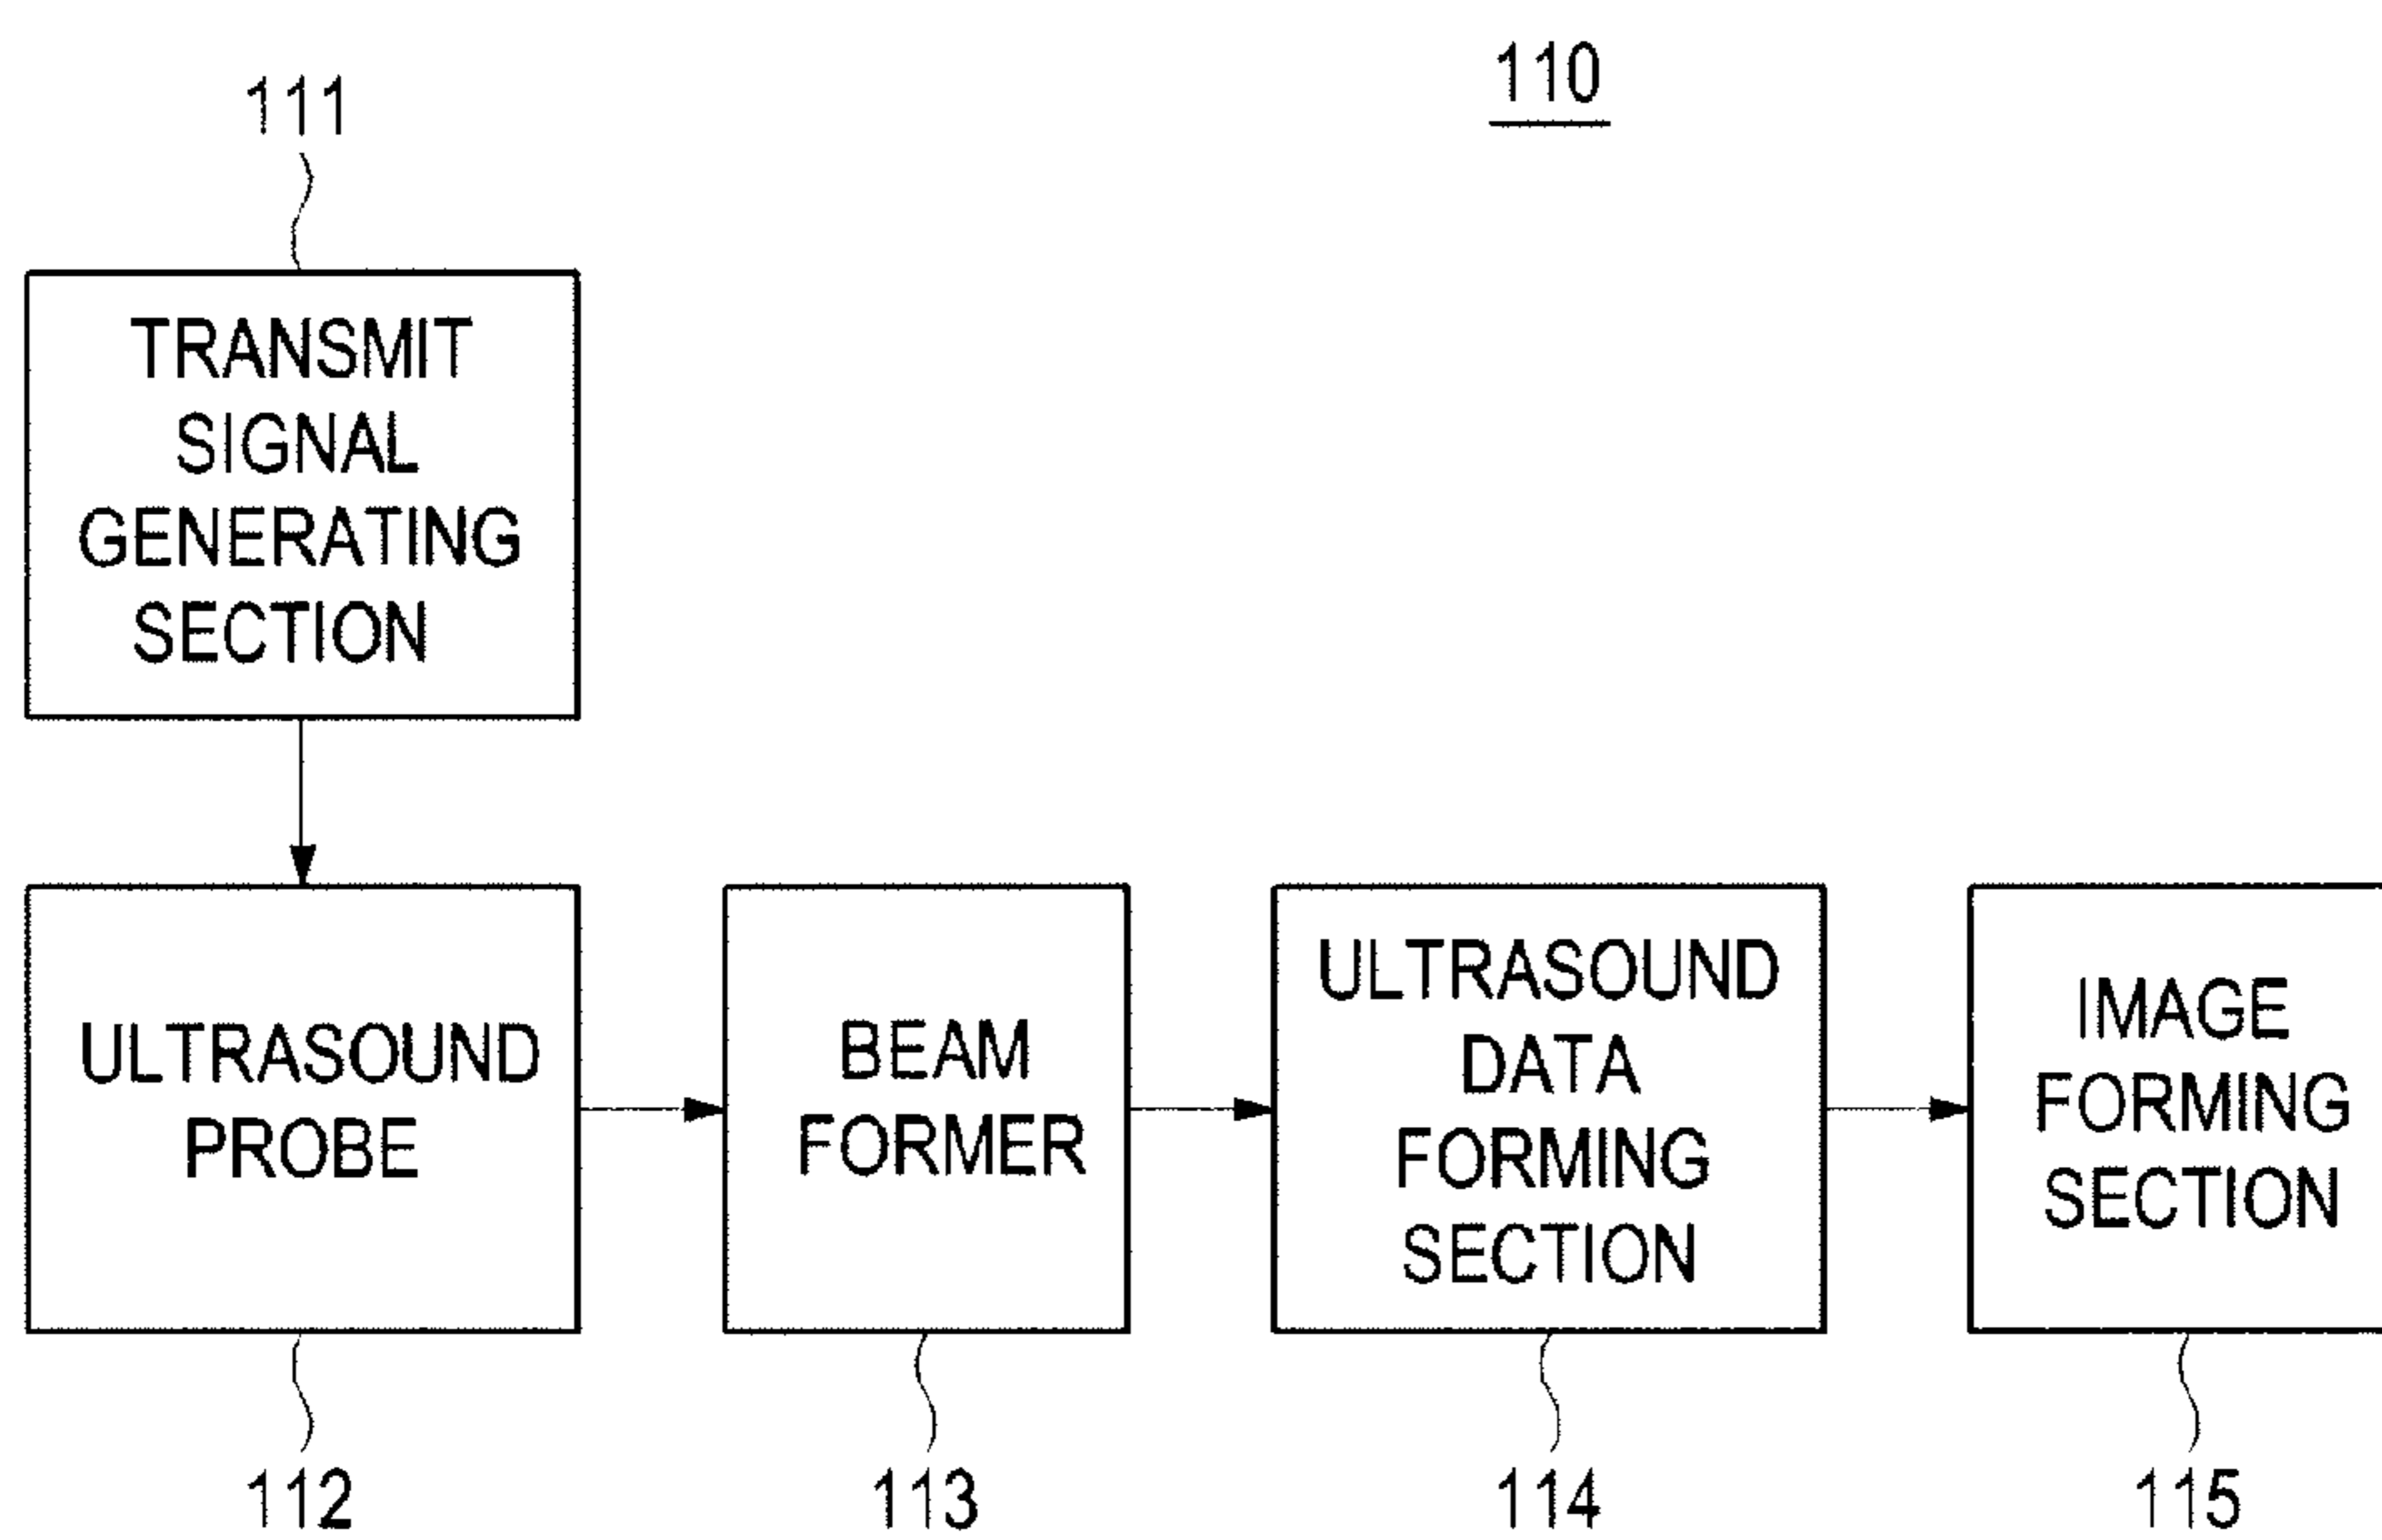 110
111
TRANSMIT
SIGNAL
GENERATING
SECTION
ULTRASOUND
PROBE
BEAM
FORMER
ULTRASOUND
DATA
FORMING
SECTION
IMAGE
FORMING
SECTION
112
113
114
115